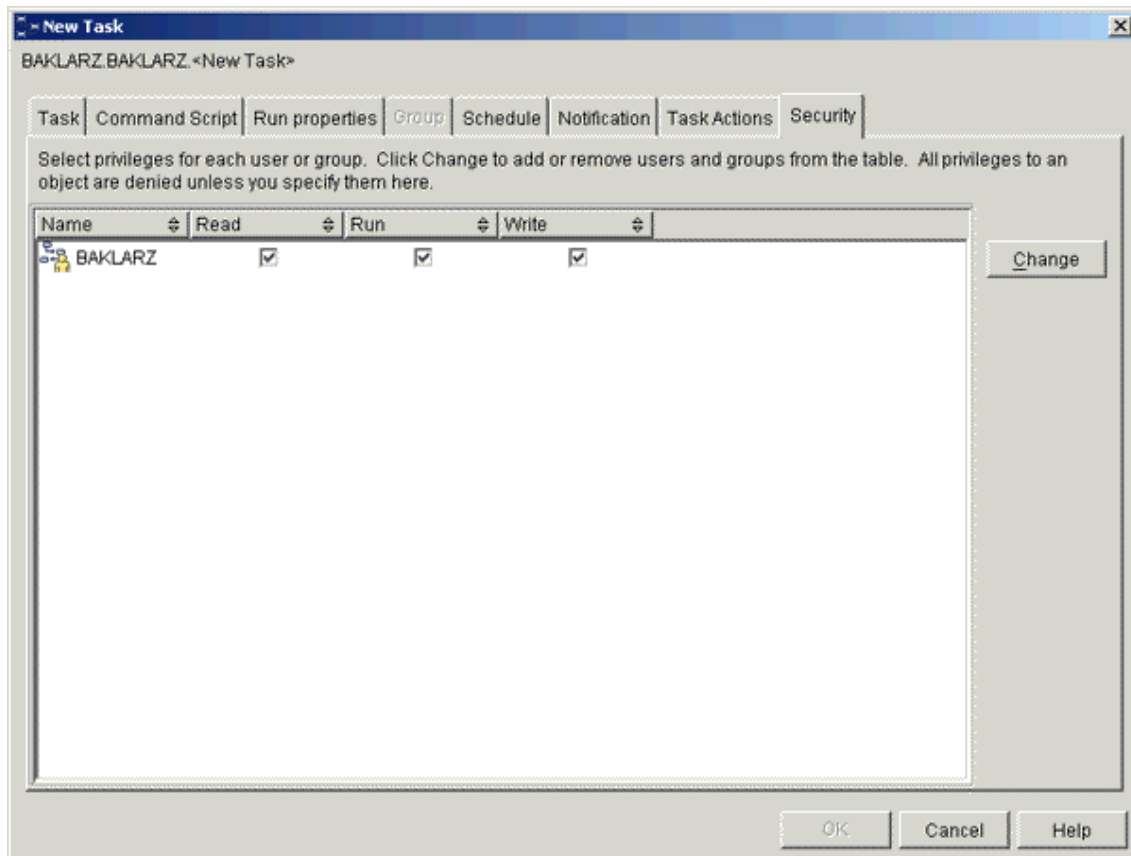 New Task
BAKLARZ.BAKLARZ.<New Task>
Task Command Script Run properties Group Schedule Notification Task Actions Security
Select privileges for each user or group. Click Change to add or remove users and groups from the table. All privileges to an
object are denied unless you specify them here.
Name Read Run Write
BAKLARZ
Change
OK Cancel Help